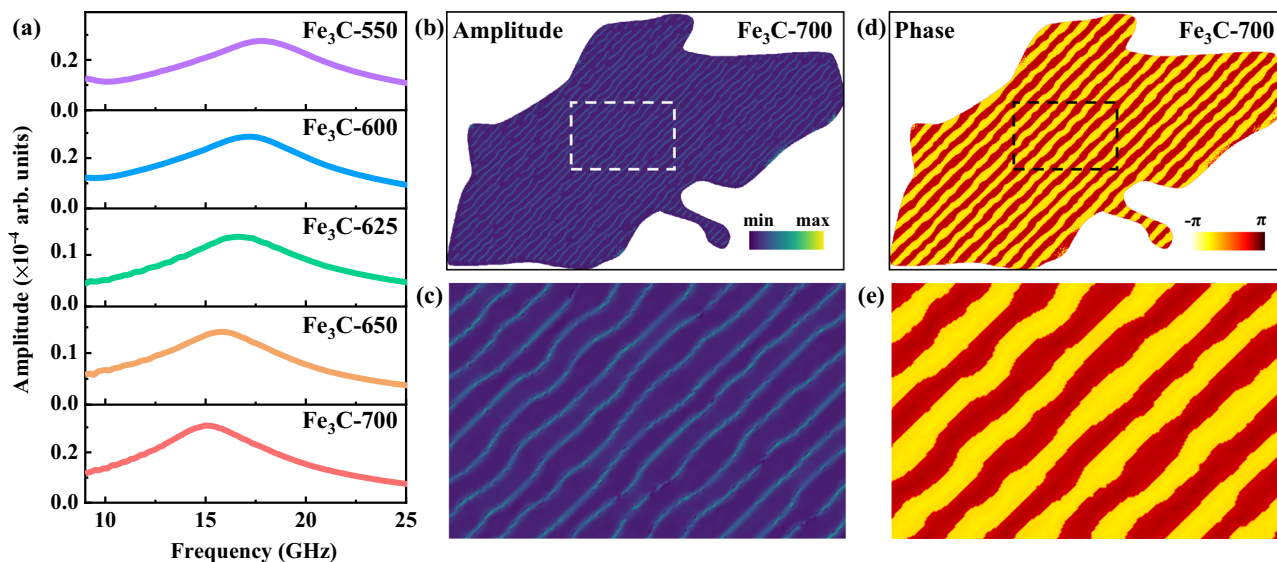 (a)
Fe₃C-550
0.2
0.0
Fe₃C-600
0.2
0.0
Fe₃C-625
0.1
0.0
Fe₃C-650
0.1
0.0
Fe₃C-700
0.2
0.0
10 15 20 25
Frequency (GHz)
Amplitude (×10⁻⁴ arb. units)
(b) Amplitude Fe₃C-700
min max
(c)
(d) Phase Fe₃C-700
-π π
(e)